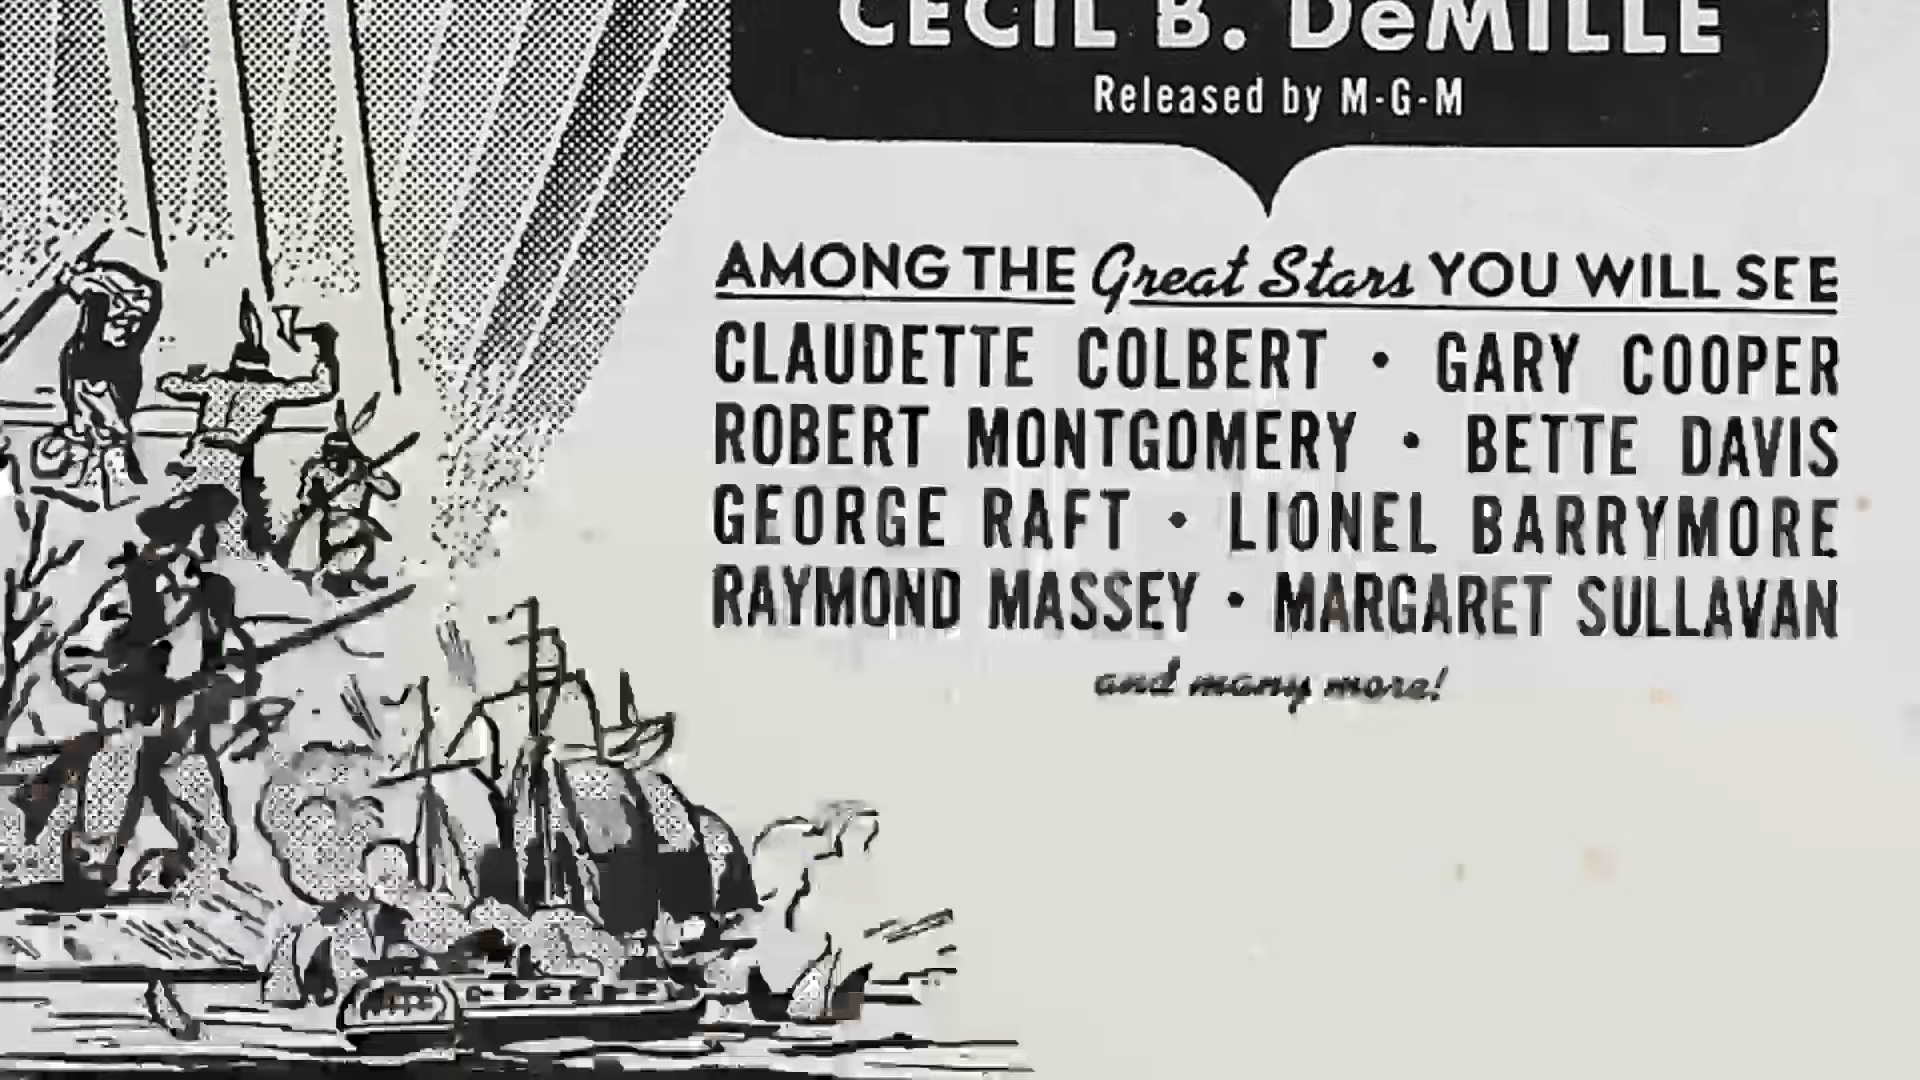 CECIL B. DeMILLE
Released by M-G-M
AMONG THE Great Stars YOU WILL SEE
CLAUDETTE COLBERT • GARY COOPER
ROBERT MONTGOMERY • BETTE DAVIS
GEORGE RAFT • LIONEL BARRYMORE
RAYMOND MASSEY • MARGARET SULLAVAN
and many more!